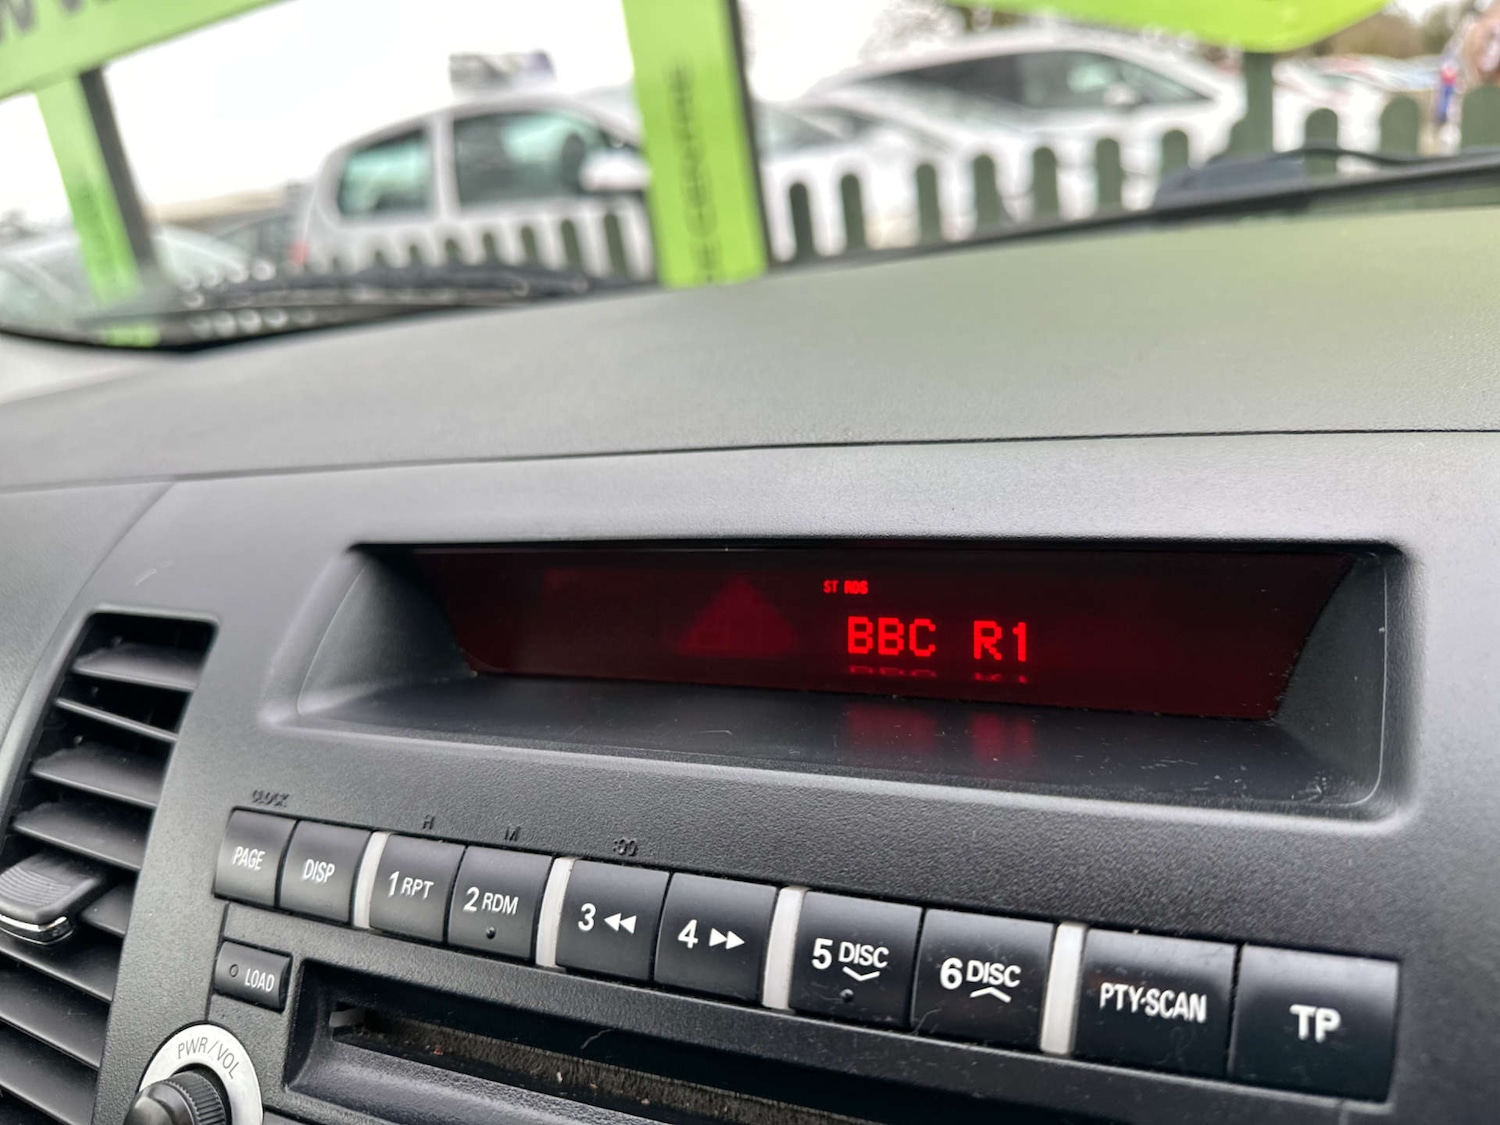 ST RDS
BBC R1
CLOCK
H
M
:00
PAGE
DISP
1 RPT
2 RDM
3
4
5 DISC
6 DISC
PTY·SCAN
TP
LOAD
PWR/VOL